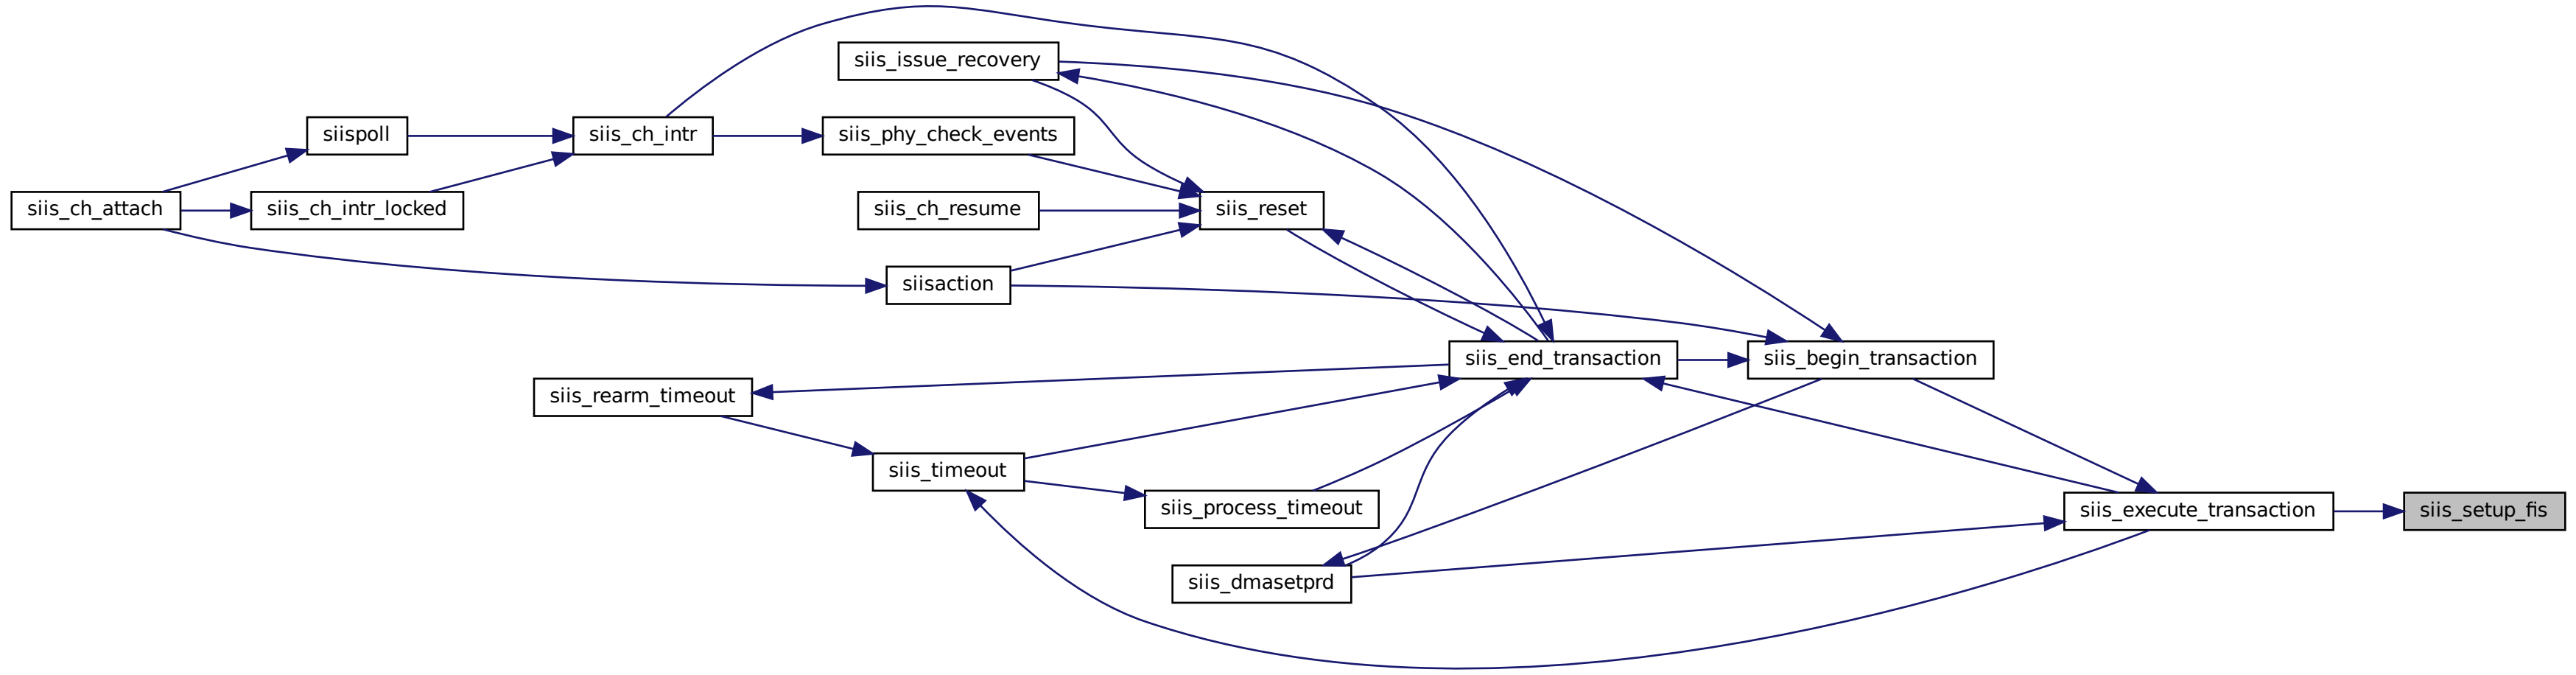 siis_issue_recovery
siispoll
siis_ch_intr
siis_phy_check_events
siis_ch_attach
siis_ch_intr_locked
siis_ch_resume
siis_reset
siisaction
siis_end_transaction
siis_begin_transaction
siis_rearm_timeout
siis_timeout
siis_process_timeout
siis_execute_transaction
siis_setup_fis
siis_dmasetprd